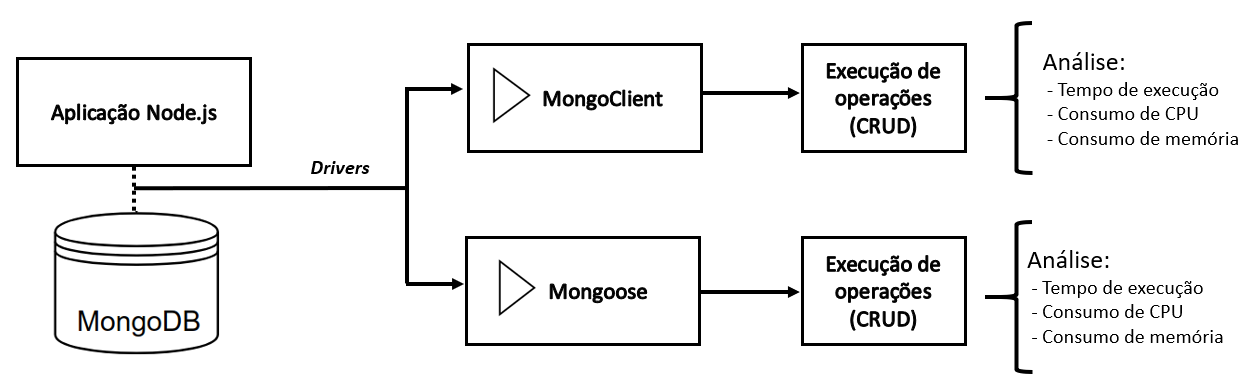 Aplicação Node.js
MongoDB
Drivers
MongoClient
Execução de
operações
(CRUD)
Análise:
- Tempo de execução
- Consumo de CPU
- Consumo de memória
Mongoose
Execução de
operações
(CRUD)
Análise:
- Tempo de execução
- Consumo de CPU
- Consumo de memória